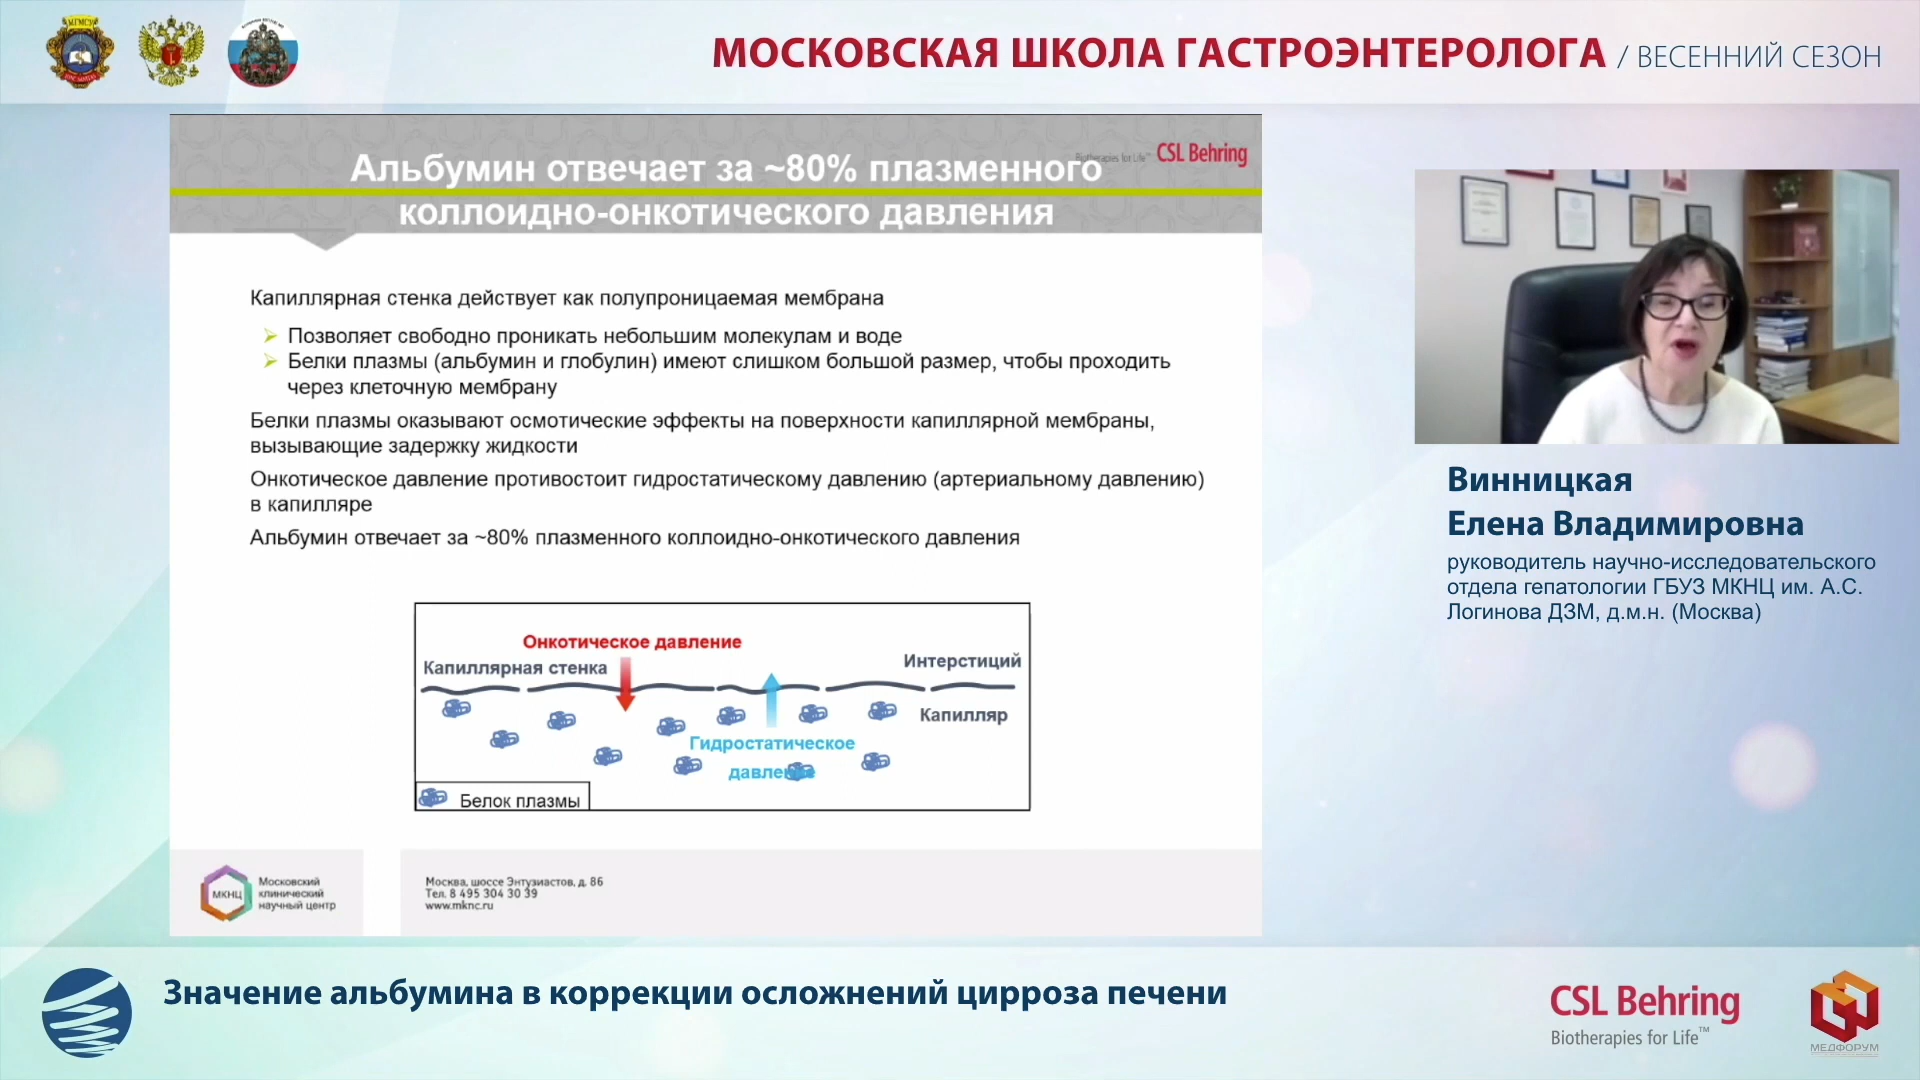 МОСКОВСКАЯ ШКОЛА ГАСТРОЭНТЕРОЛОГА / ВЕСЕННИЙ СЕЗОН
Biotherapies for Life™ CSL Behring
Альбумин отвечает за ~80% плазменного
коллоидно-онкотического давления
Капиллярная стенка действует как полупроницаемая мембрана
Позволяет свободно проникать небольшим молекулам и воде
Белки плазмы (альбумин и глобулин) имеют слишком большой размер, чтобы проходить
через клеточную мембрану
Белки плазмы оказывают осмотические эффекты на поверхности капиллярной мембраны,
вызывающие задержку жидкости
Онкотическое давление противостоит гидростатическому давлению (артериальному давлению)
в капилляре
Альбумин отвечает за ~80% плазменного коллоидно-онкотического давления
Онкотическое давление
Капиллярная стенка
Интерстиций
Капилляр
Гидростатическое
давление
Белок плазмы
МКНЦ
Московский
клинический
научный центр
Москва, шоссе Энтузиастов, д. 86
Тел. 8 495 304 30 39
www.mknc.ru
Винницкая
Елена Владимировна
руководитель научно-исследовательского
отдела гепатологии ГБУЗ МКНЦ им. А.С.
Логинова ДЗМ, д.м.н. (Москва)
Значение альбумина в коррекции осложнений цирроза печени
CSL Behring
Biotherapies for Life™
МЕДФОРУМ